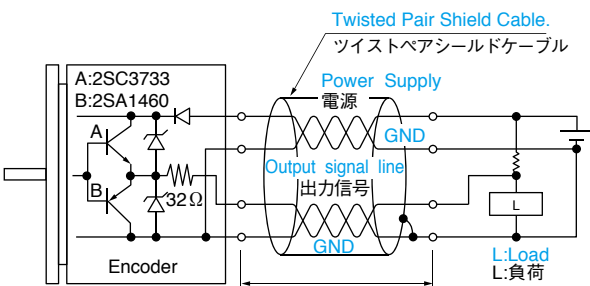 Twisted Pair Shield Cable.
ツイストペアシールドケーブル
A:2SC3733
B:2SA1460
Power Supply
電源
A
GND
Output signal line
出力信号
B
32Ω
L
GND
Encoder
L:Load
L:負荷